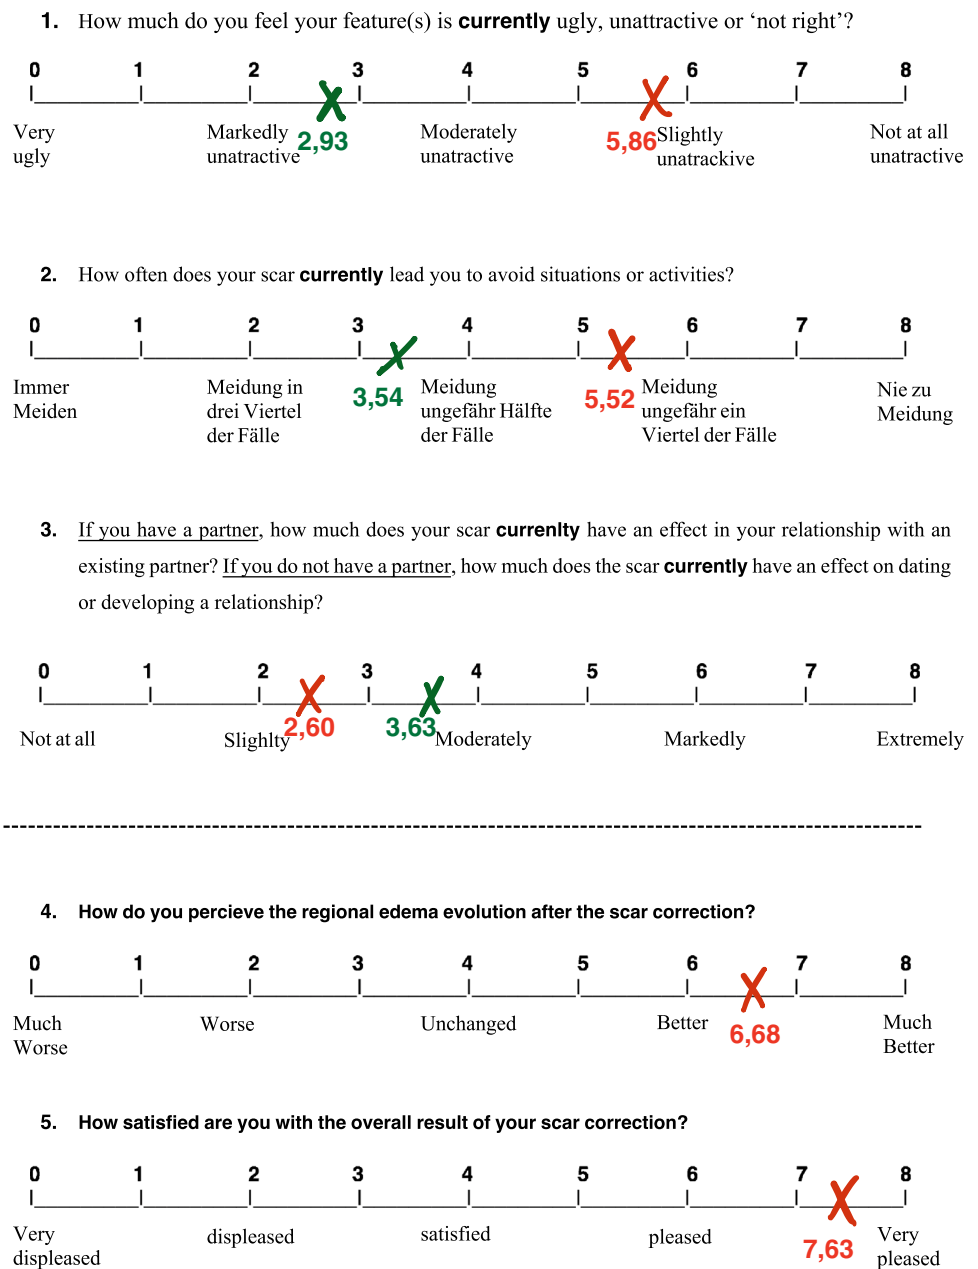 1. How much do you feel your feature(s) is currently ugly, unattractive or ‘not right’?
0 1 2 3 4 5 6 7 8
Very ugly
Markedly unatractive
2,93
Moderately unatractive
5,86
Slightly unatrackive
Not at all unatractive
2. How often does your scar currently lead you to avoid situations or activities?
0 1 2 3 4 5 6 7 8
Immer Meiden
Meidung in drei Viertel der Fälle
3,54
Meidung ungefähr Hälfte der Fälle
5,52
Meidung ungefähr ein Viertel der Fälle
Nie zu Meidung
3. If you have a partner, how much does your scar currenlty have an effect in your relationship with an
existing partner? If you do not have a partner, how much does the scar currently have an effect on dating
or developing a relationship?
0 1 2 3 4 5 6 7 8
Not at all
Slighlty
2,60
3,63
Moderately
Markedly
Extremely
4. How do you percieve the regional edema evolution after the scar correction?
0 1 2 3 4 5 6 7 8
Much Worse
Worse
Unchanged
Better
6,68
Much Better
5. How satisfied are you with the overall result of your scar correction?
0 1 2 3 4 5 6 7 8
Very displeased
displeased
satisfied
pleased
7,63
Very pleased